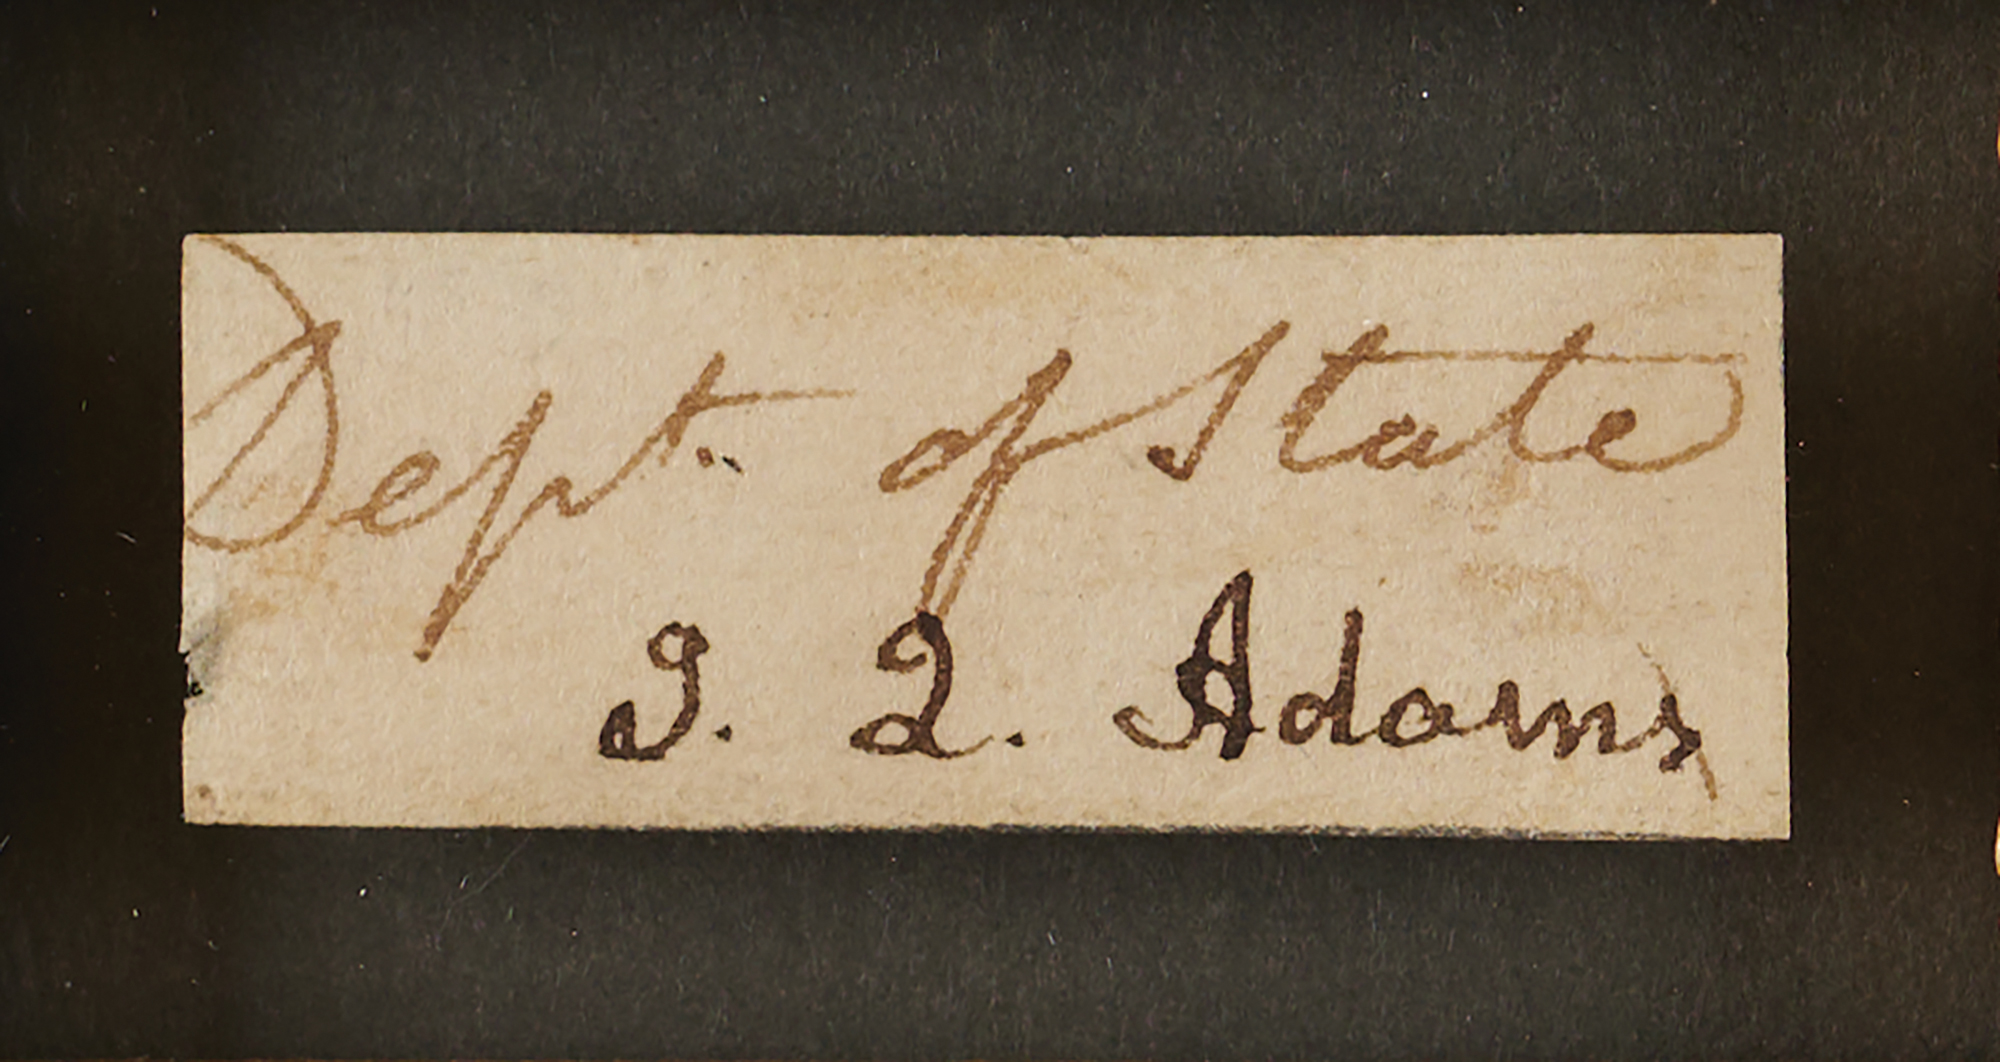 Dept. of State
J. Q. Adams